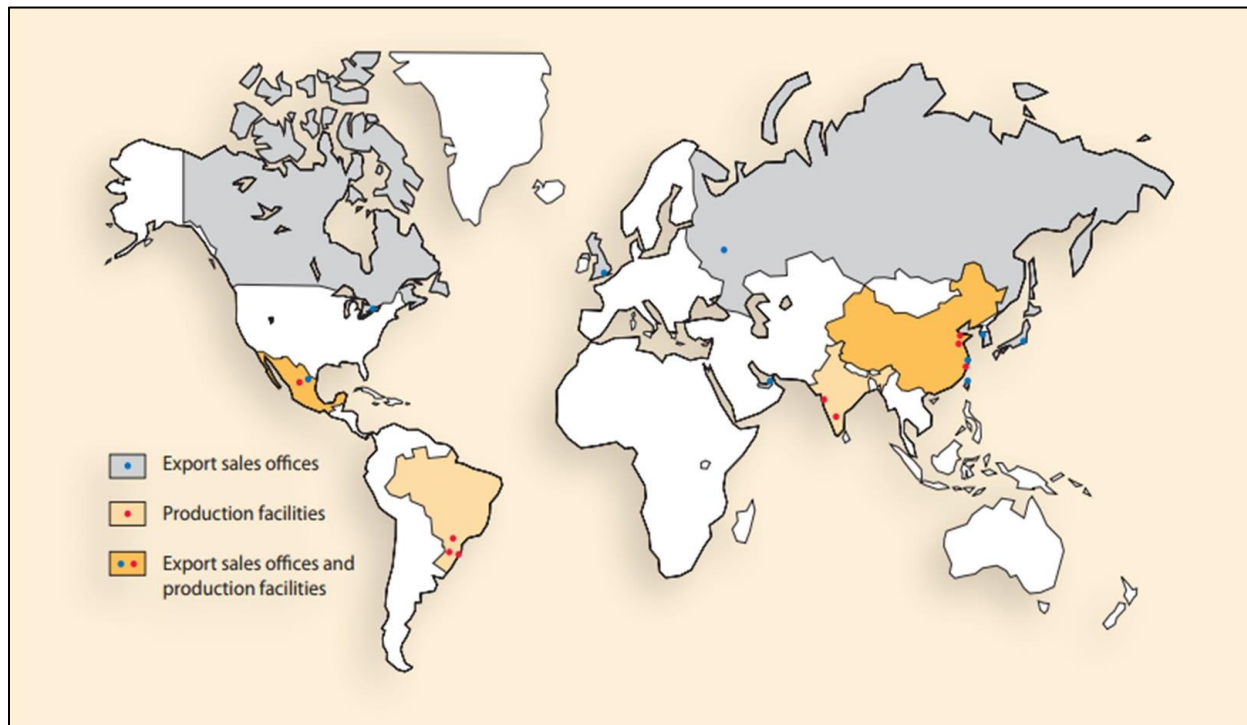 Export sales offices
Production facilities
Export sales offices and
production facilities